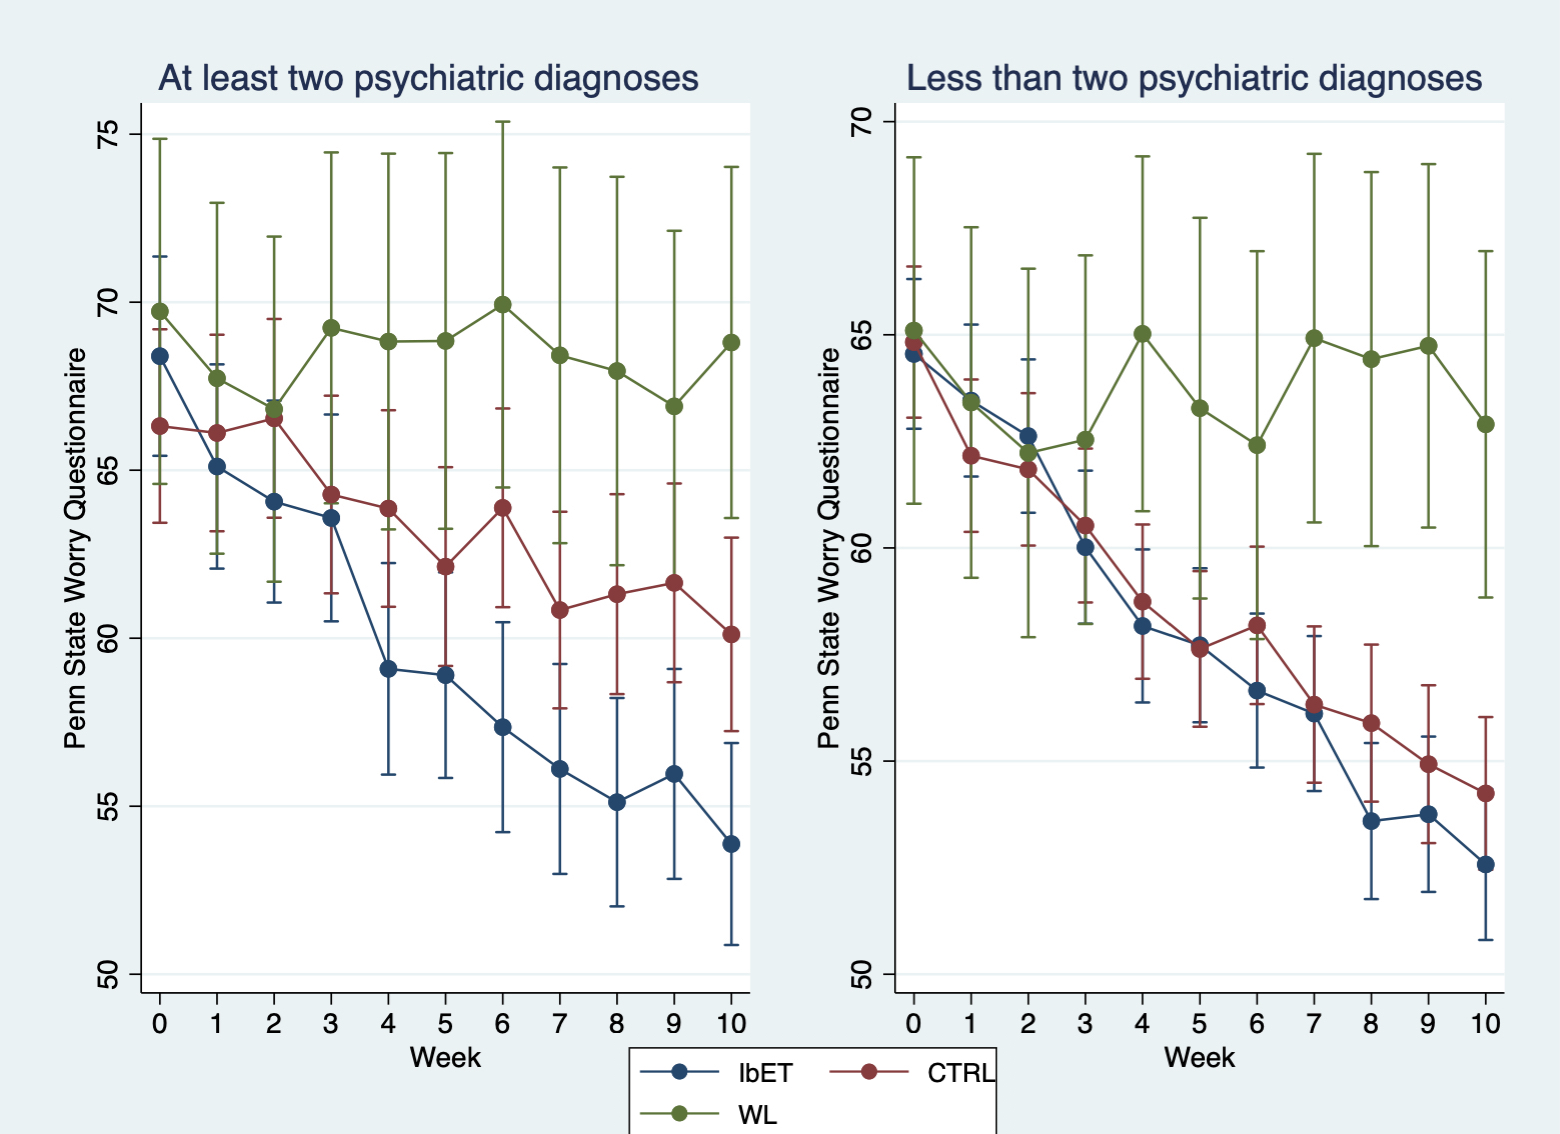 At least two psychiatric diagnoses
Less than two psychiatric diagnoses
Penn State Worry Questionnaire
75
70
65
60
55
50
0 1 2 3 4 5 6 7 8 9 10
Week
Penn State Worry Questionnaire
70
65
60
55
50
0 1 2 3 4 5 6 7 8 9 10
Week
IbET CTRL
WL